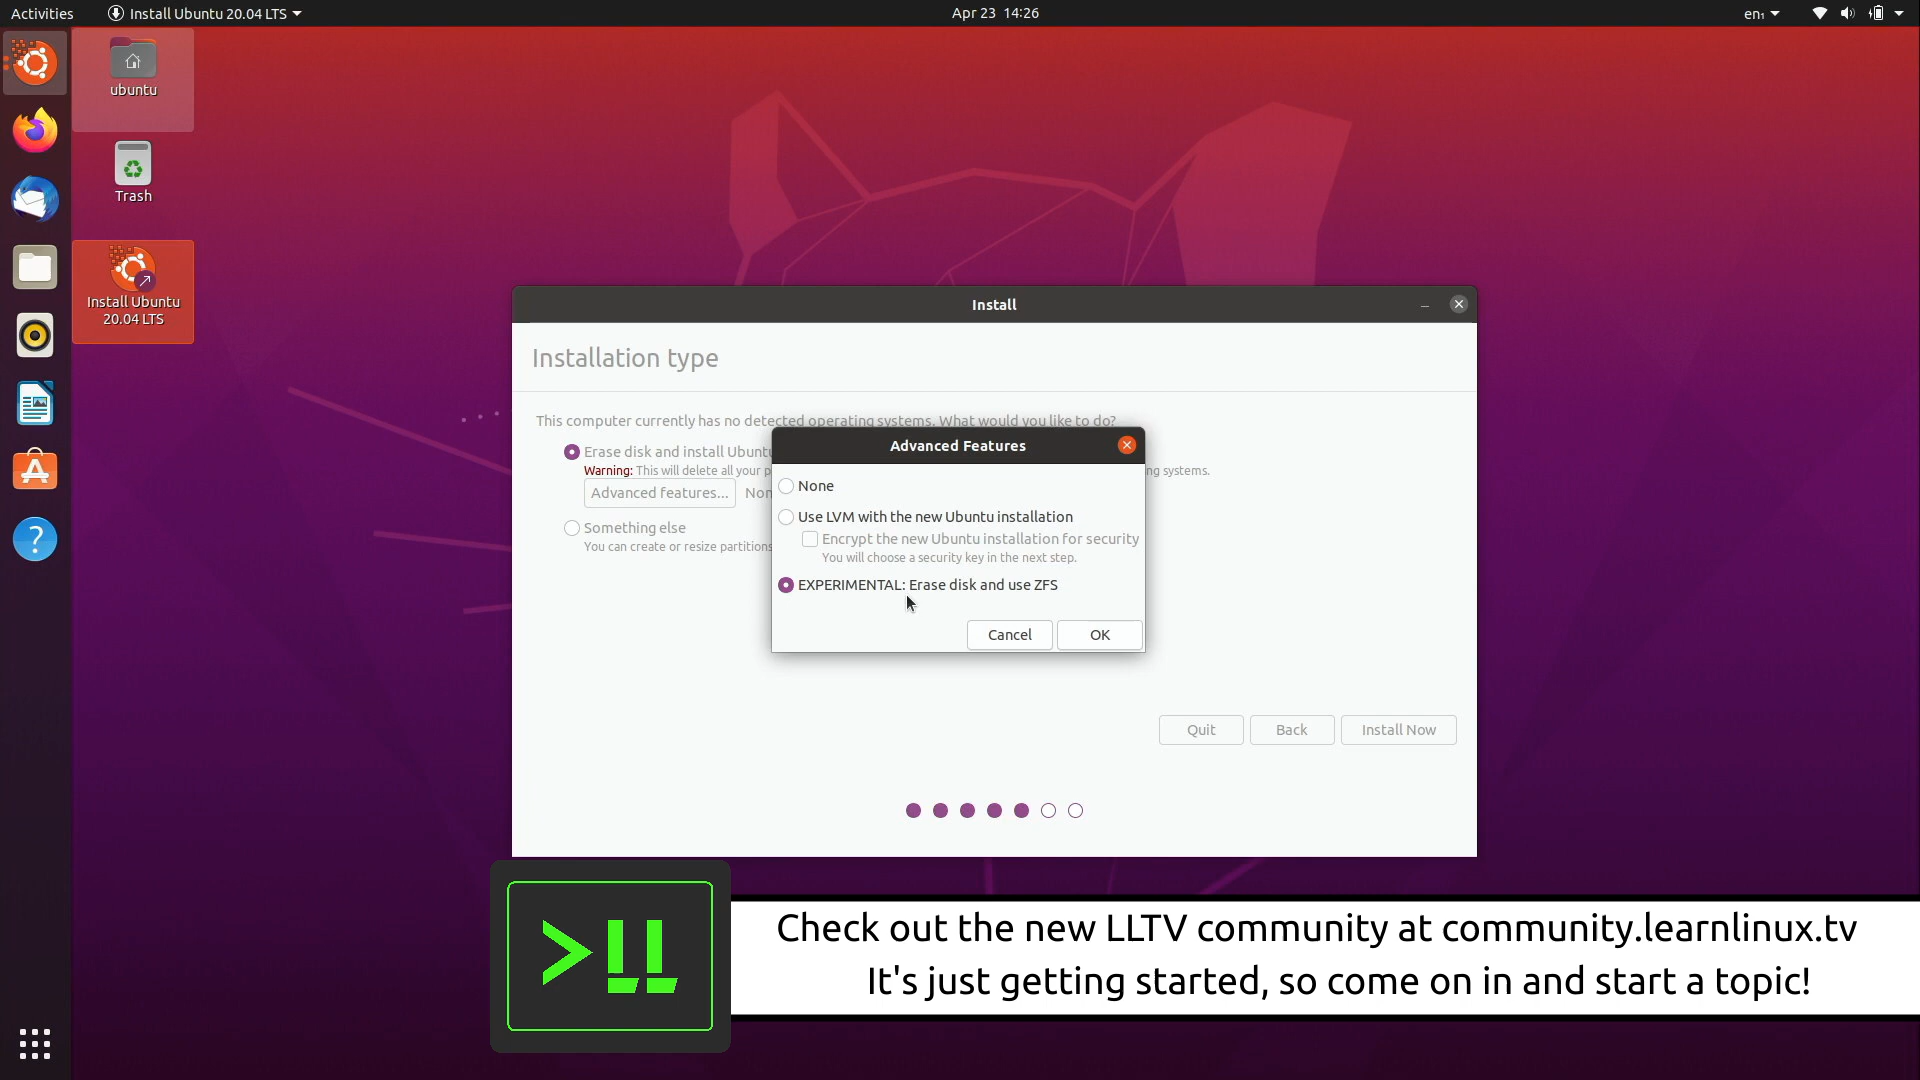 Activities
Install Ubuntu 20.04 LTS
Apr 23 14:26
en₁
ubuntu
Trash
Install Ubuntu
20.04 LTS
Install
Installation type
This computer currently has no detected operating systems. What would you like to do?
Erase disk and install Ubuntu
Warning: This will delete all your p
ng systems.
Advanced features...
Non
Something else
You can create or resize partitions
Advanced Features
None
Use LVM with the new Ubuntu installation
Encrypt the new Ubuntu installation for security
You will choose a security key in the next step.
EXPERIMENTAL: Erase disk and use ZFS
Cancel
OK
Quit
Back
Install Now
>!!
Check out the new LLTV community at community.learnlinux.tv
It's just getting started, so come on in and start a topic!